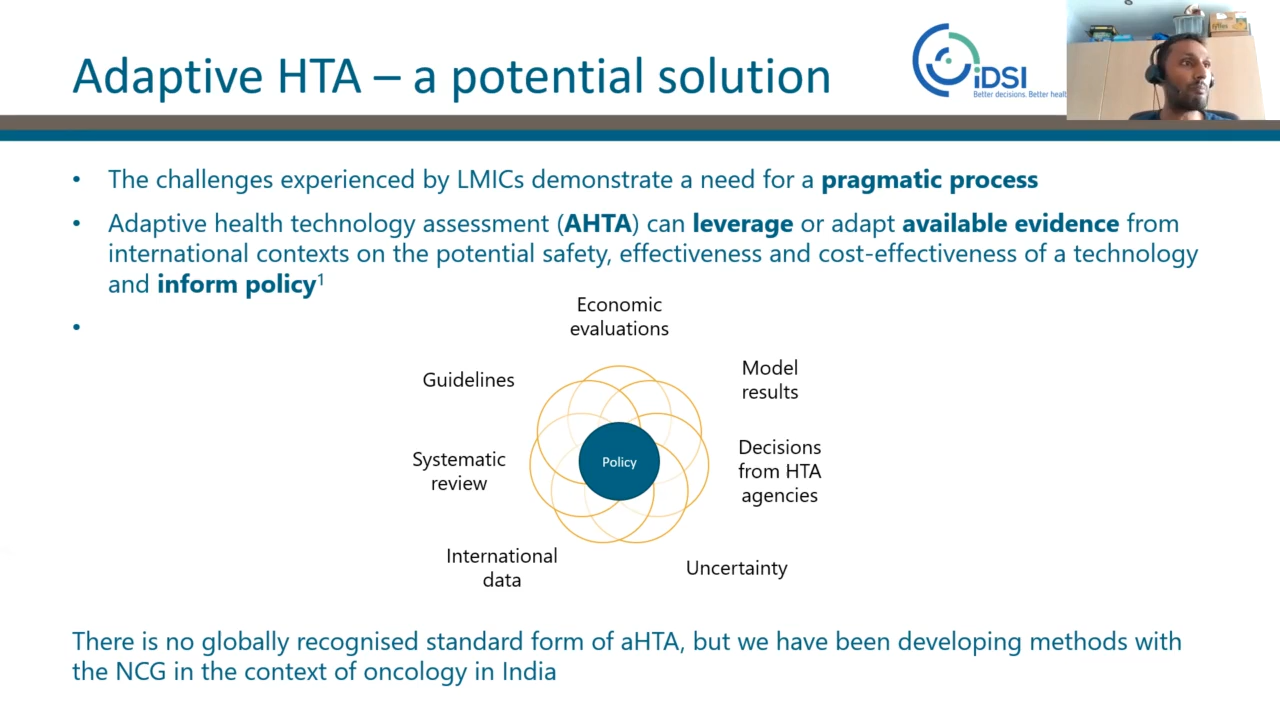 Adaptive HTA – a potential solution
iDSI
Better decisions. Better heal
• The challenges experienced by LMICs demonstrate a need for a pragmatic process
• Adaptive health technology assessment (AHTA) can leverage or adapt available evidence from
international contexts on the potential safety, effectiveness and cost-effectiveness of a technology
and inform policy¹
•
Economic
evaluations
Guidelines
Model
results
Systematic
review
Policy
Decisions
from HTA
agencies
International
data
Uncertainty
There is no globally recognised standard form of aHTA, but we have been developing methods with
the NCG in the context of oncology in India